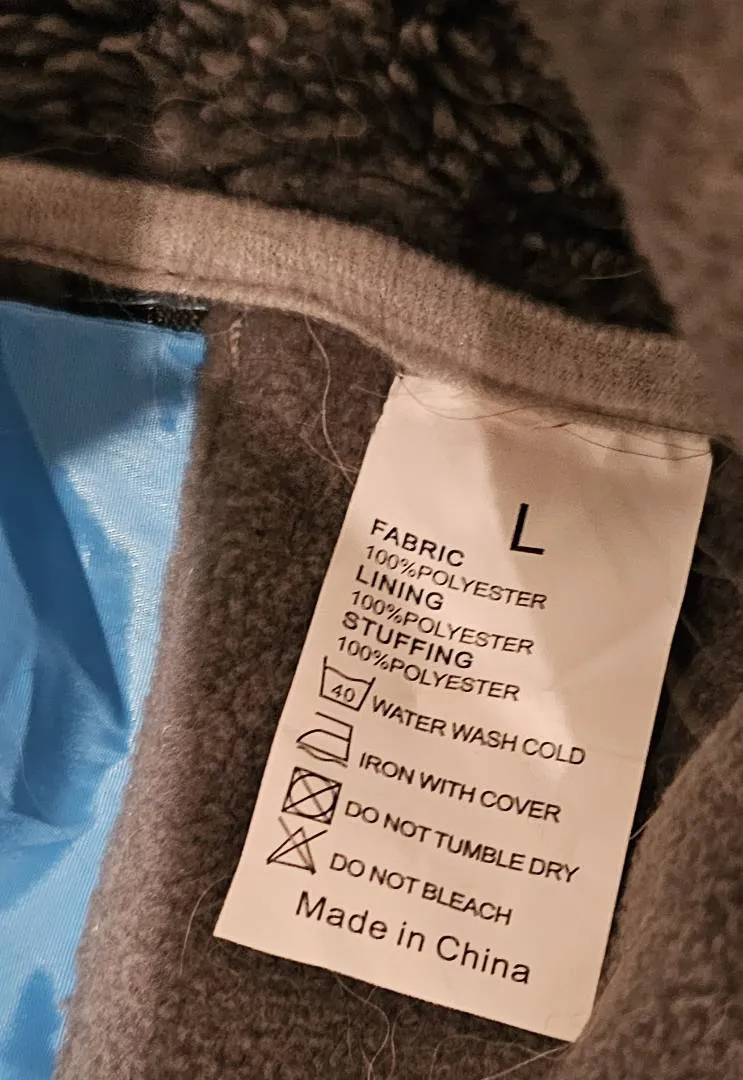 L
FABRIC
100%POLYESTER
LINING
100%POLYESTER
STUFFING
100%POLYESTER
40 WATER WASH COLD
IRON WITH COVER
DO NOT TUMBLE DRY
DO NOT BLEACH
Made in China